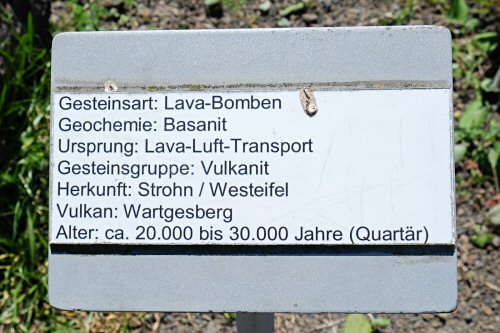 Gesteinsart: Lava-Bomben
Geochemie: Basanit
Ursprung: Lava-Luft-Transport
Gesteinsgruppe: Vulkanit
Herkunft: Strohn / Westeifel
Vulkan: Wartgesberg
Alter: ca. 20.000 bis 30.000 Jahre (Quartär)